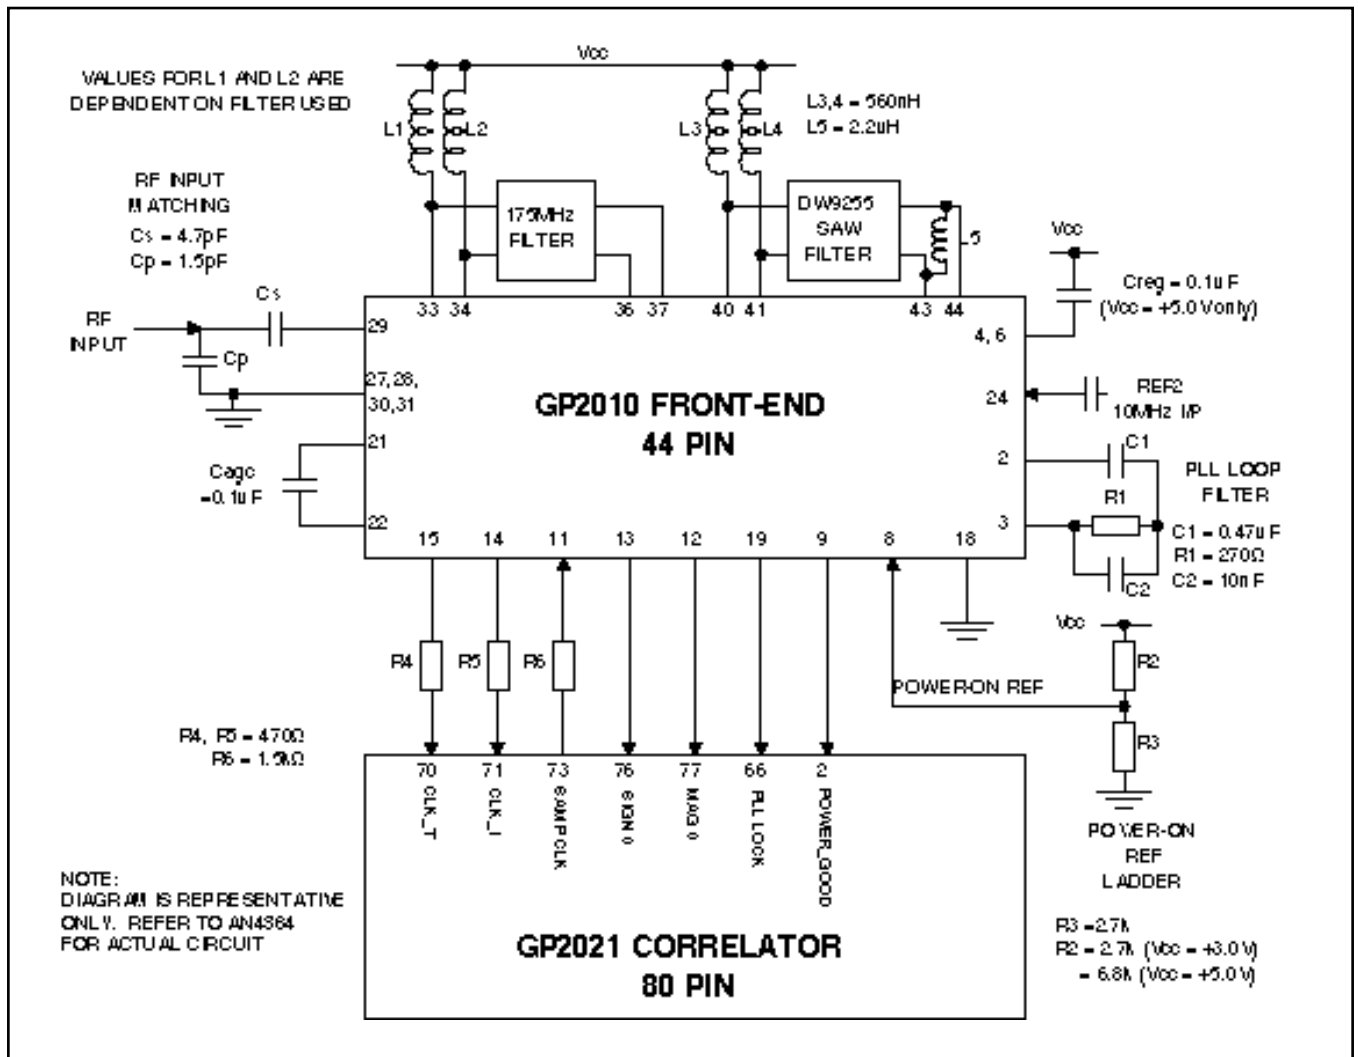 Vcc
VALUES FOR L1 AND L2 ARE
DEPENDENT ON FILTER USED
L1
L2
L3
L4
L3,4 = 560nH
L5 = 2.2uH
RF INPUT
MATCHING
Cs = 4.7pF
Cp = 1.5pF
175MHz
FILTER
DW9255
SAW
FILTER
L5
Vcc
Creg = 0.1uF
(Vcc = +5.0V only)
Cs
RF
INPUT
Cp
33
34
36
37
40
41
43
44
29
27,28,
30,31
21
22
4, 6
24
2
3
GP2010 FRONT-END
44 PIN
REF2
10MHz I/P
C1
R1
C2
PLL LOOP
FILTER
C1 = 0.47uF
R1 = 270Ω
C2 = 10nF
Cagc
=0.1uF
15
14
11
13
12
19
9
8
18
R4
R5
R6
POWER-ON REF
Vcc
R2
R3
POWER-ON
REF
LADDER
R4, R5 = 470Ω
R6 = 1.5kΩ
70
71
73
76
77
66
2
CLK_T
CLK_I
SAMPCLK
SIGN 0
MAG 0
PLL LOCK
POWER_GOOD
NOTE:
DIAGRAM IS REPRESENTATIVE
ONLY. REFER TO AN4364
FOR ACTUAL CIRCUIT
GP2021 CORRELATOR
80 PIN
R3 =2.7k
R2 = 2.7k (Vcc = +3.0V)
= 6.8k (Vcc = +5.0V)